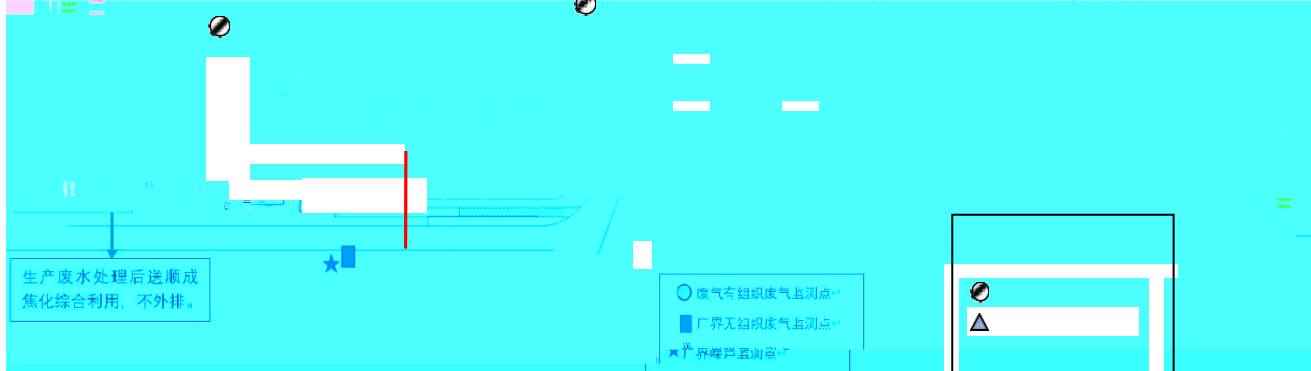 生产废水处理后送顺成
焦化综合利用，不外排。
废气有组织废气监测点
厂界无组织废气监测点
厂界噪声监测点